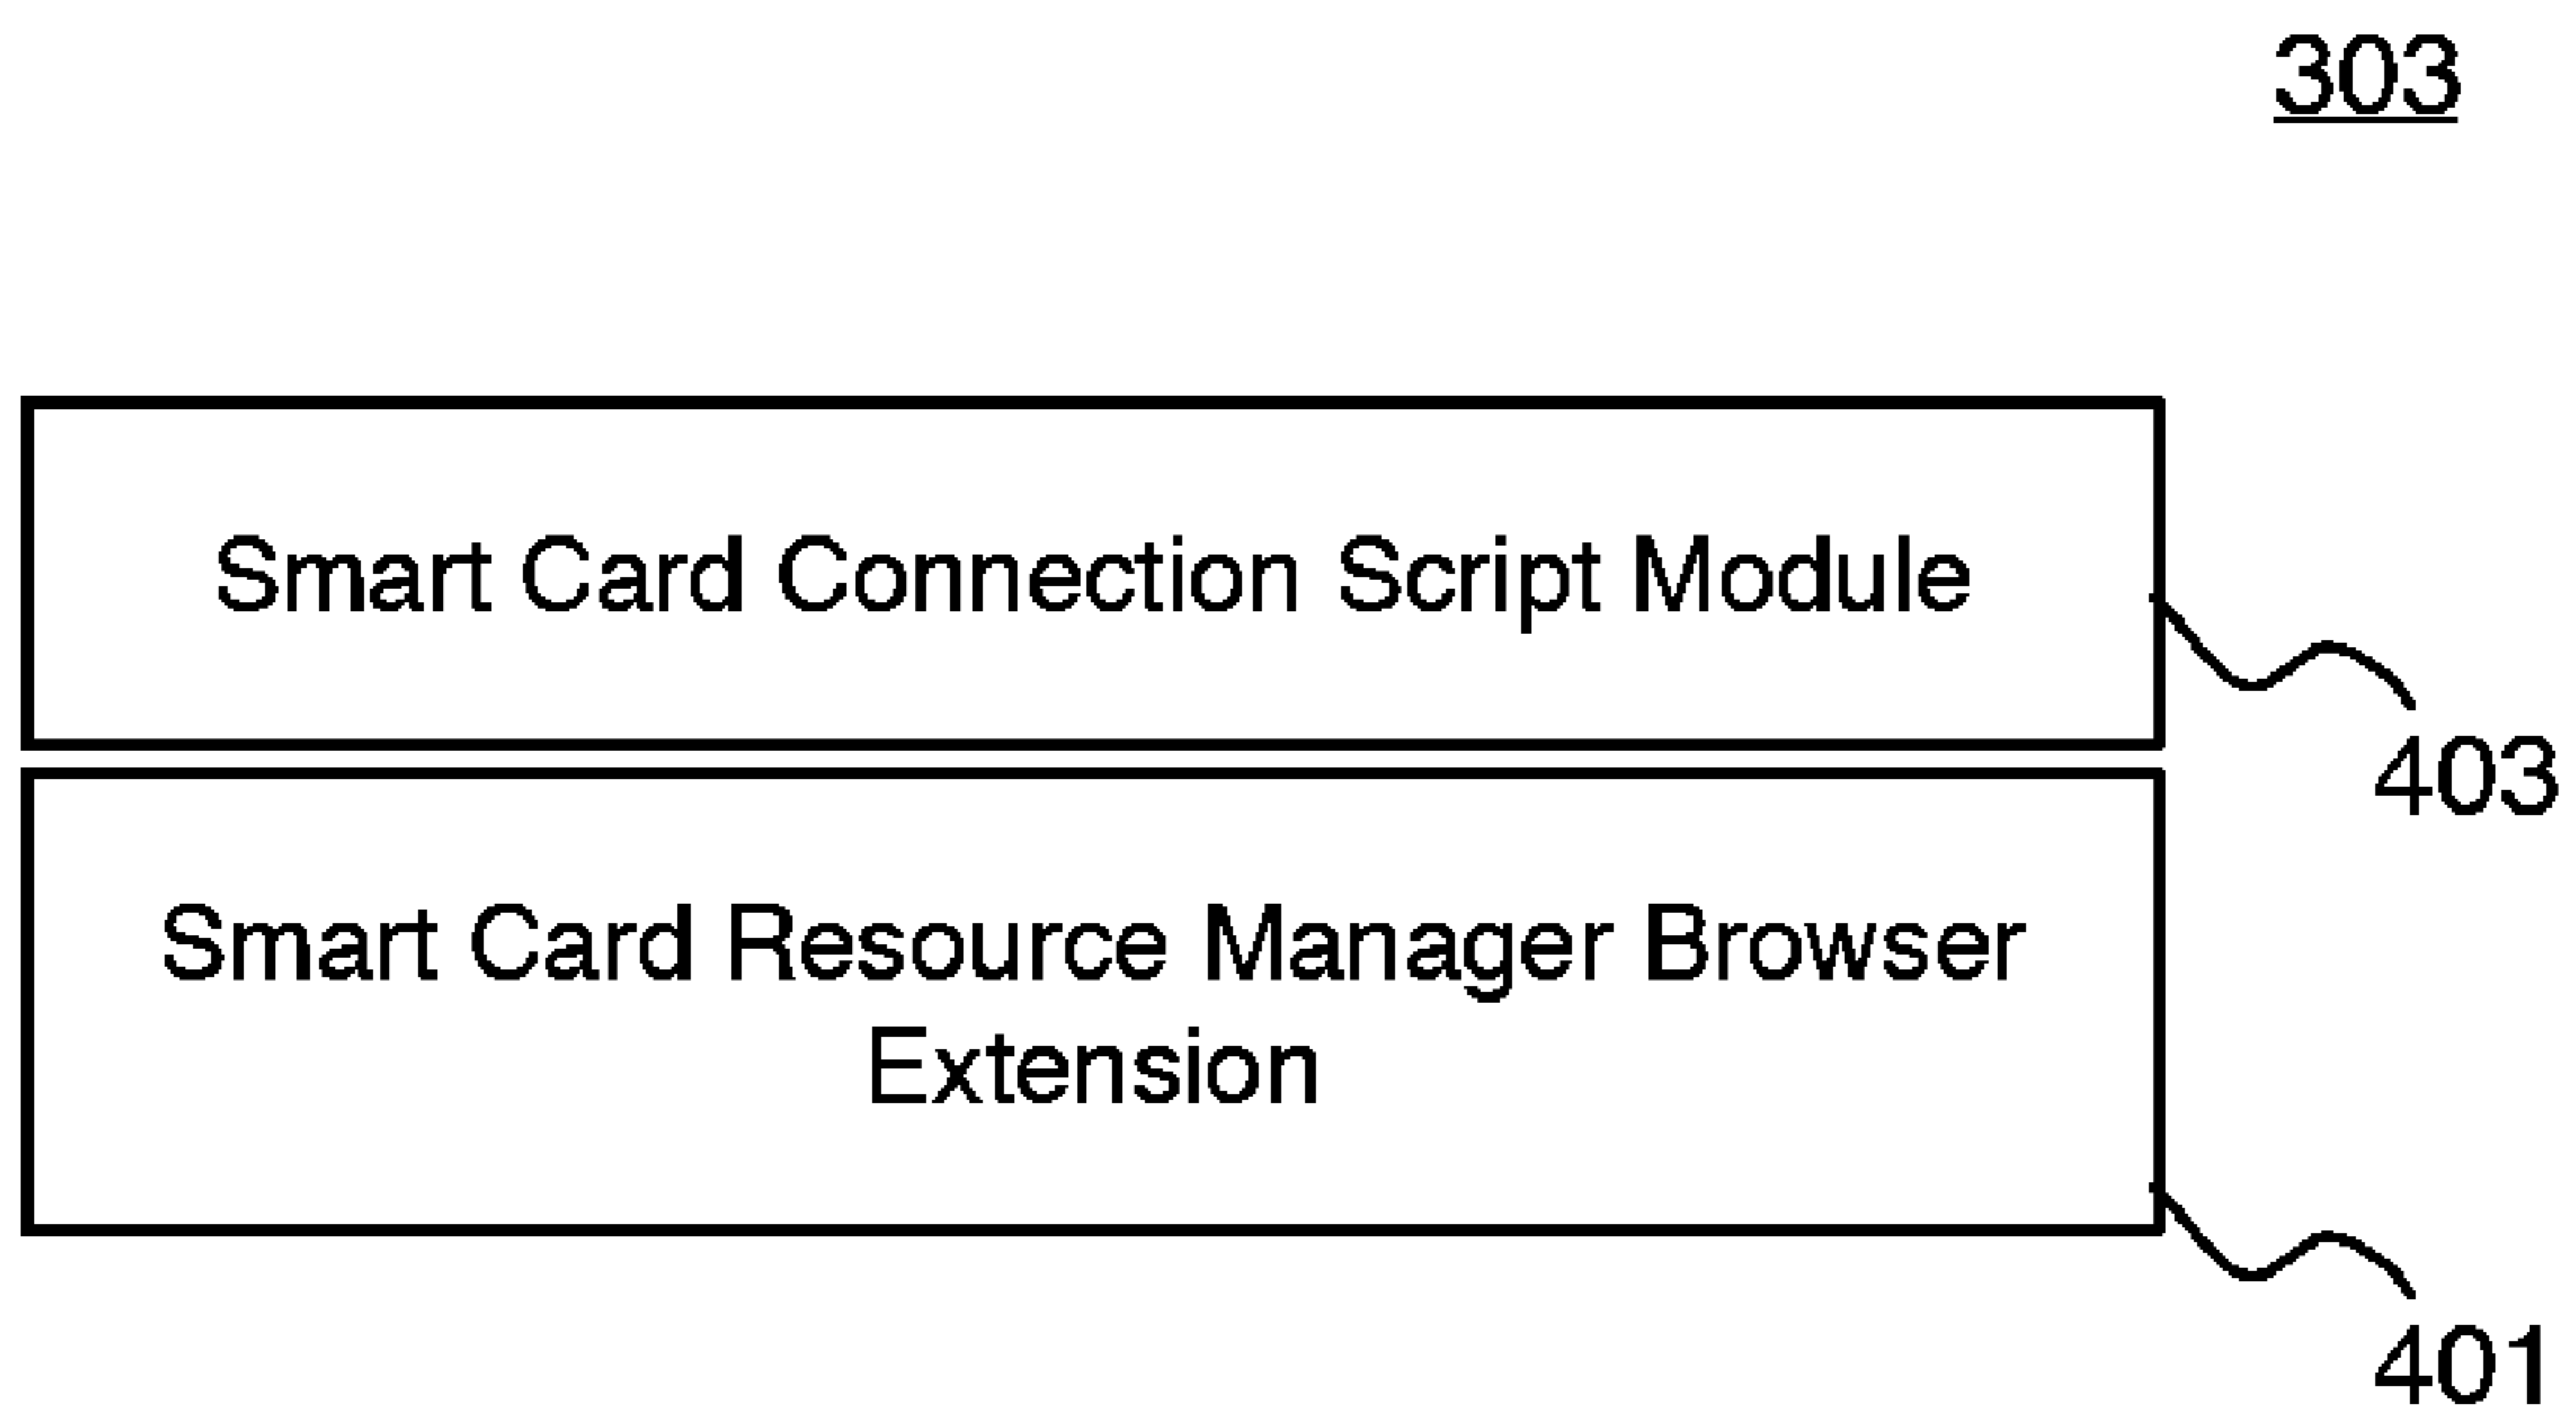 303
Smart Card Connection Script Module
403
Smart Card Resource Manager Browser
Extension
401